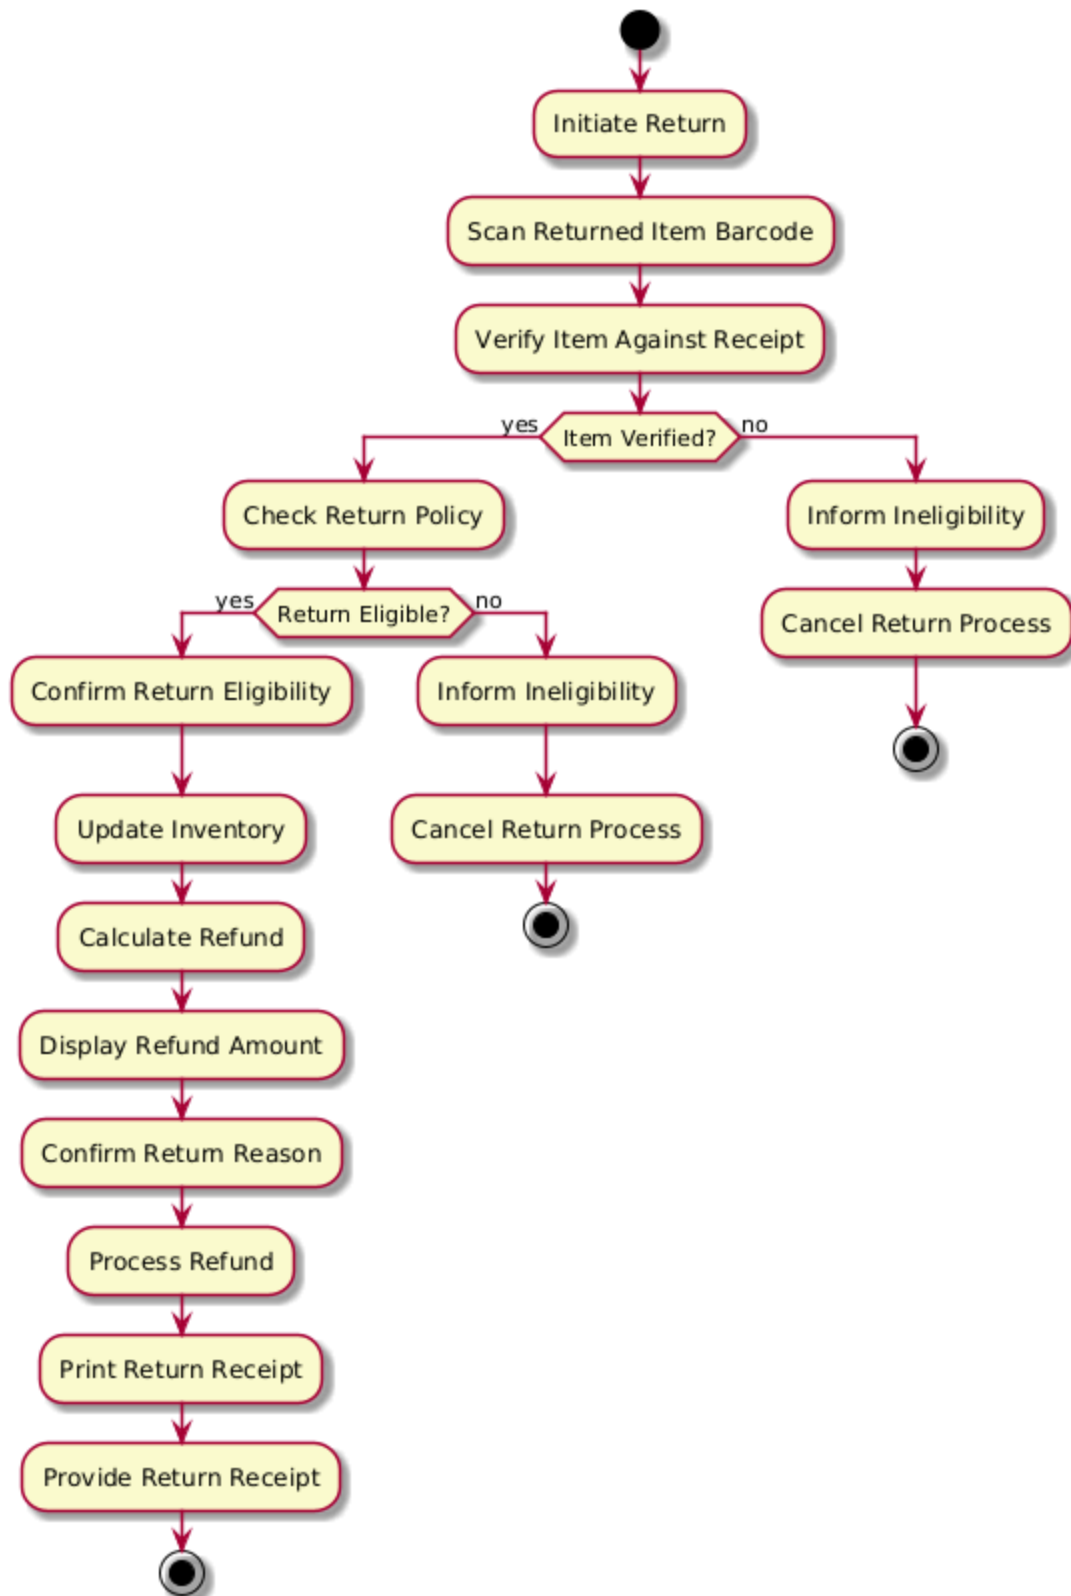 Initiate Return
Scan Returned Item Barcode
Verify Item Against Receipt
yes
Item Verified?
no
Check Return Policy
Inform Ineligibility
yes
Return Eligible?
no
Cancel Return Process
Confirm Return Eligibility
Inform Ineligibility
Update Inventory
Cancel Return Process
Calculate Refund
Display Refund Amount
Confirm Return Reason
Process Refund
Print Return Receipt
Provide Return Receipt